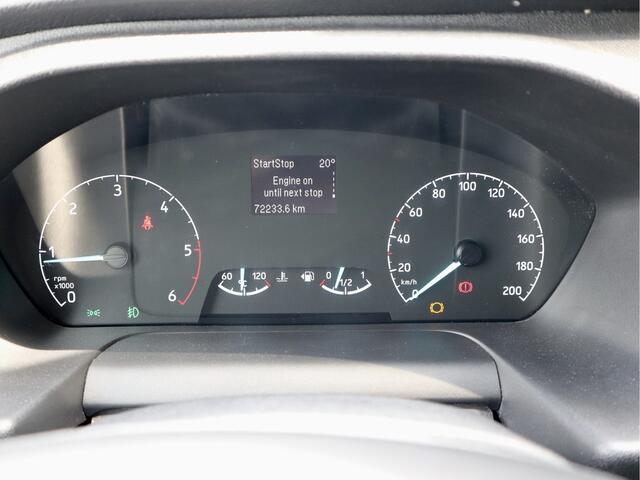 StartStop 20°
Engine on
until next stop
72233.6 km
0
1
2
3
4
5
6
rpm
x1000
60 120
°C
0 1
1/2
0
20
40
60
80
100
120
140
160
180
200
km/h